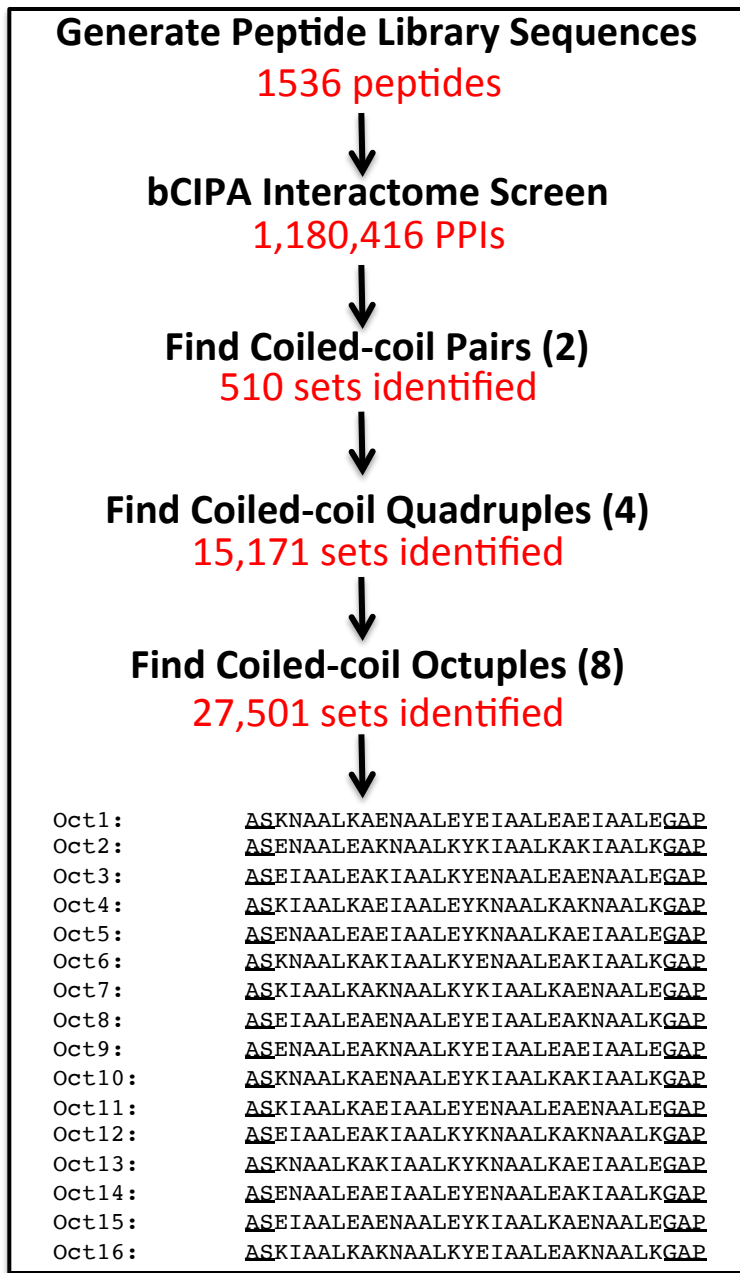 Generate Peptide Library Sequences
1536 peptides
bCIPA Interactome Screen
1,180,416 PPIs
Find Coiled-coil Pairs (2)
510 sets identified
Find Coiled-coil Quadruples (4)
15,171 sets identified
Find Coiled-coil Octuples (8)
27,501 sets identified
Oct1: ASKNAALKAENAALEYEIAALEAEIAALEGAP
Oct2: ASENAALEAKNAALKYKIAALKAKIAALKGAP
Oct3: ASEIAALEAKIAALKYENAALEAENAALEGAP
Oct4: ASKIAALKAEIAALEYKNAALKAKNAALKGAP
Oct5: ASENAALEAEIAALEYKNAALKAEIAALEGAP
Oct6: ASKNAALKAKIAALKYENAALEAKIAALKGAP
Oct7: ASKIAALKAKNAALKYKIAALKAENAALEGAP
Oct8: ASEIAALEAENAALEYEIAALEAKNAALKGAP
Oct9: ASENAALEAKNAALKYEIAALEAEIAALEGAP
Oct10: ASKNAALKAENAALEYKIAALKAKIAALKGAP
Oct11: ASKIAALKAEIAALEYENAALEAENAALEGAP
Oct12: ASEIAALEAKIAALKYKNAALKAKNAALKGAP
Oct13: ASKNAALKAKIAALKYKNAALKAEIAALEGAP
Oct14: ASENAALEAEIAALEYENAALEAKIAALKGAP
Oct15: ASEIAALEAENAALEYKIAALKAENAALEGAP
Oct16: ASKIAALKAKNAALKYEIAALEAKNAALKGAP